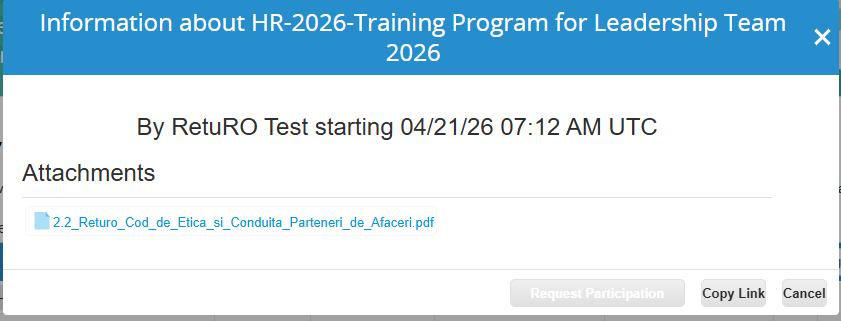 Information about HR-2026-Training Program for Leadership Team
2026
×
By RetuRO Test starting 04/21/26 07:12 AM UTC
Attachments
2.2_Returo_Cod_de_Etica_si_Conduita_Parteneri_de_Afaceri.pdf
Request Participation
Copy Link
Cancel